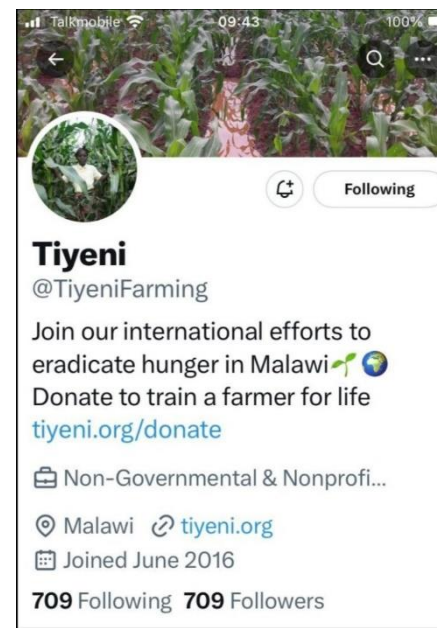 Talkmobile 09:43 100%
Following
Tiyeni
@TiyeniFarming
Join our international efforts to
eradicate hunger in Malawi🌱 🌍
Donate to train a farmer for life
tiyeni.org/donate
Non-Governmental & Nonprofi...
Malawi tiyeni.org
Joined June 2016
709 Following 709 Followers